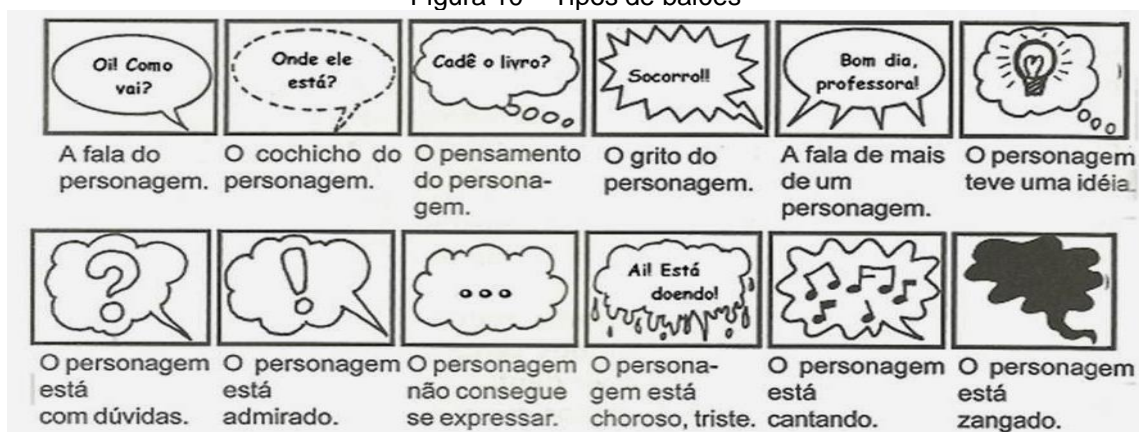 Figura 10 – Tipos de balões
Oi! Como
vai?
Onde ele
está?
Cadê o livro?
Socorro!!
Bom dia,
professora!
A fala do
personagem.
O cochicho do
personagem.
O pensamento
do persona-
gem.
O grito do
personagem.
A fala de mais
de um
personagem.
O personagem
teve uma idéia.
?
!
...
Ai! Está
doendo!
O personagem
está
com dúvidas.
O personagem
está
admirado.
O personagem
não consegue
se expressar.
O persona-
gem está
choroso, triste.
O personagem
está
cantando.
O personagem
está
zangado.